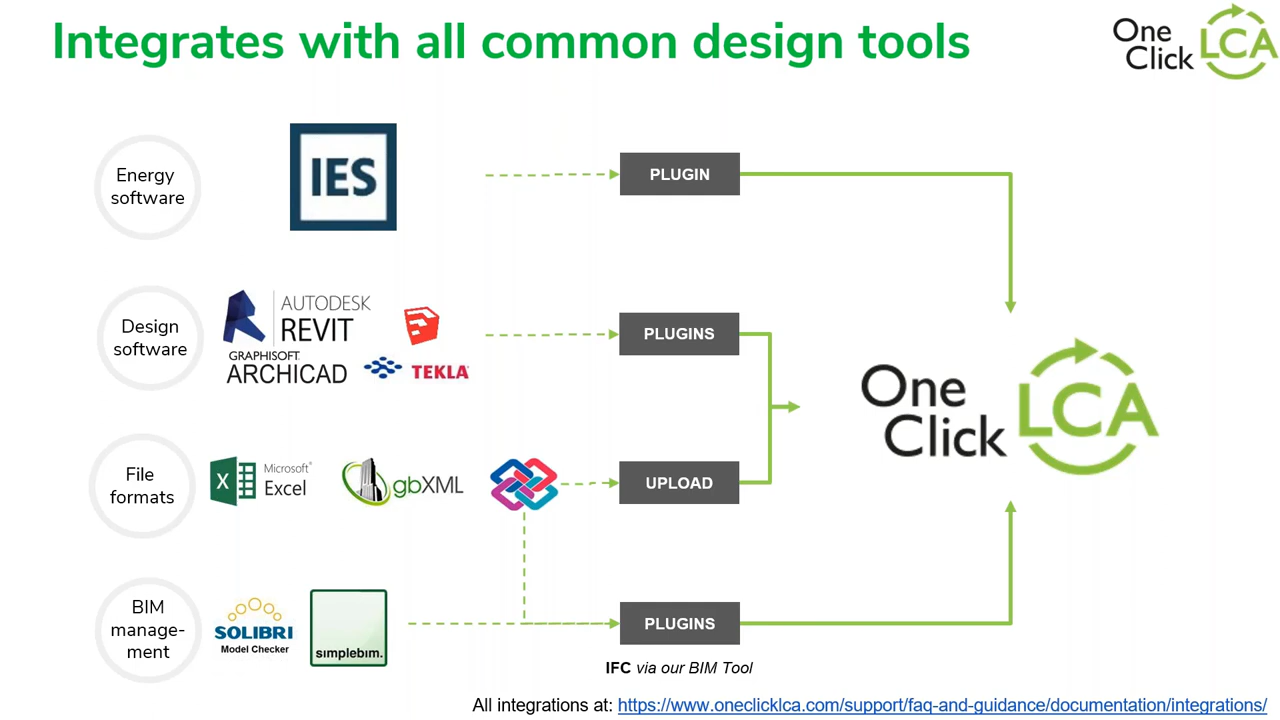 Integrates with all common design tools
One
Click
LCA
Energy
software
IES
PLUGIN
Design
software
AUTODESK
REVIT
GRAPHISOFT
ARCHICAD
TEKLA
PLUGINS
One
Click
LCA
File
formats
X
Microsoft
Excel
gbXML
UPLOAD
BIM
manage-
ment
SOLIBRI
Model Checker
sımplebım.
PLUGINS
IFC via our BIM Tool
All integrations at: https://www.oneclicklca.com/support/faq-and-guidance/documentation/integrations/